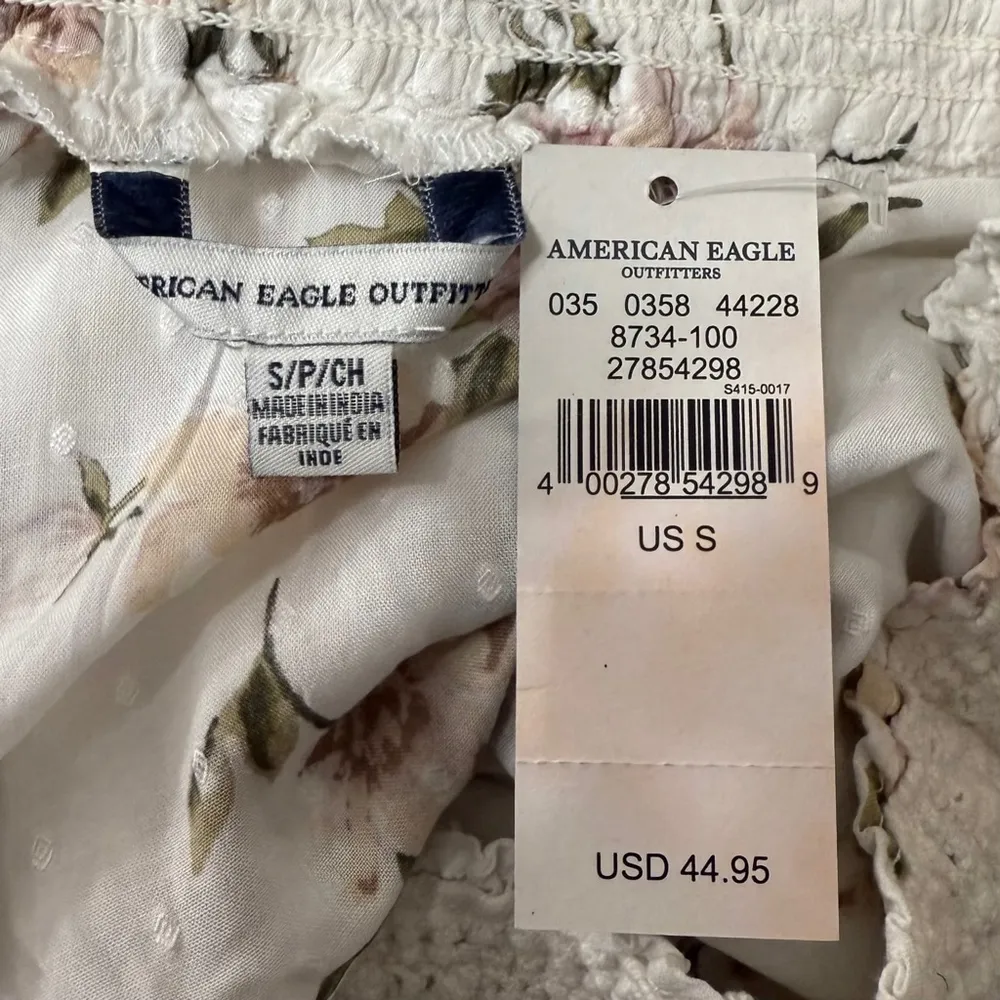 RICAN EAGLE OUTFITT
S/P/CH
MADE IN INDIA
FABRIQUÉ EN
INDE
AMERICAN EAGLE
OUTFITTERS
035 0358 44228
8734-100
27854298
S415-0017
4 00278 54298 9
US S
USD 44.95